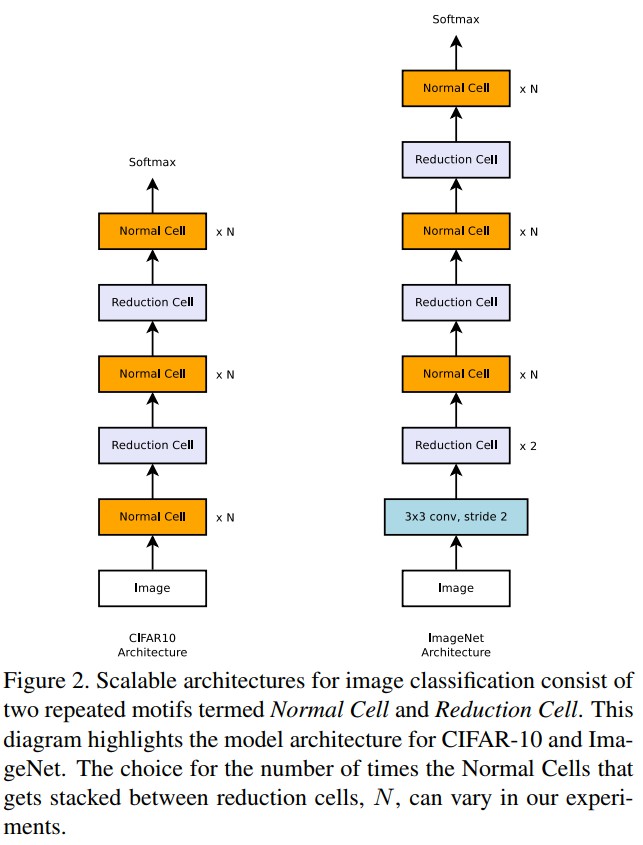 Softmax
Normal Cell x N
Reduction Cell
Normal Cell x N
Reduction Cell
Normal Cell x N
Image
CIFAR10
Architecture
Softmax
Normal Cell x N
Reduction Cell
Normal Cell x N
Reduction Cell
Normal Cell x N
Reduction Cell x 2
3x3 conv, stride 2
Image
ImageNet
Architecture
Figure 2. Scalable architectures for image classification consist of
two repeated motifs termed Normal Cell and Reduction Cell. This
diagram highlights the model architecture for CIFAR-10 and Ima-
geNet. The choice for the number of times the Normal Cells that
gets stacked between reduction cells, N, can vary in our experi-
ments.